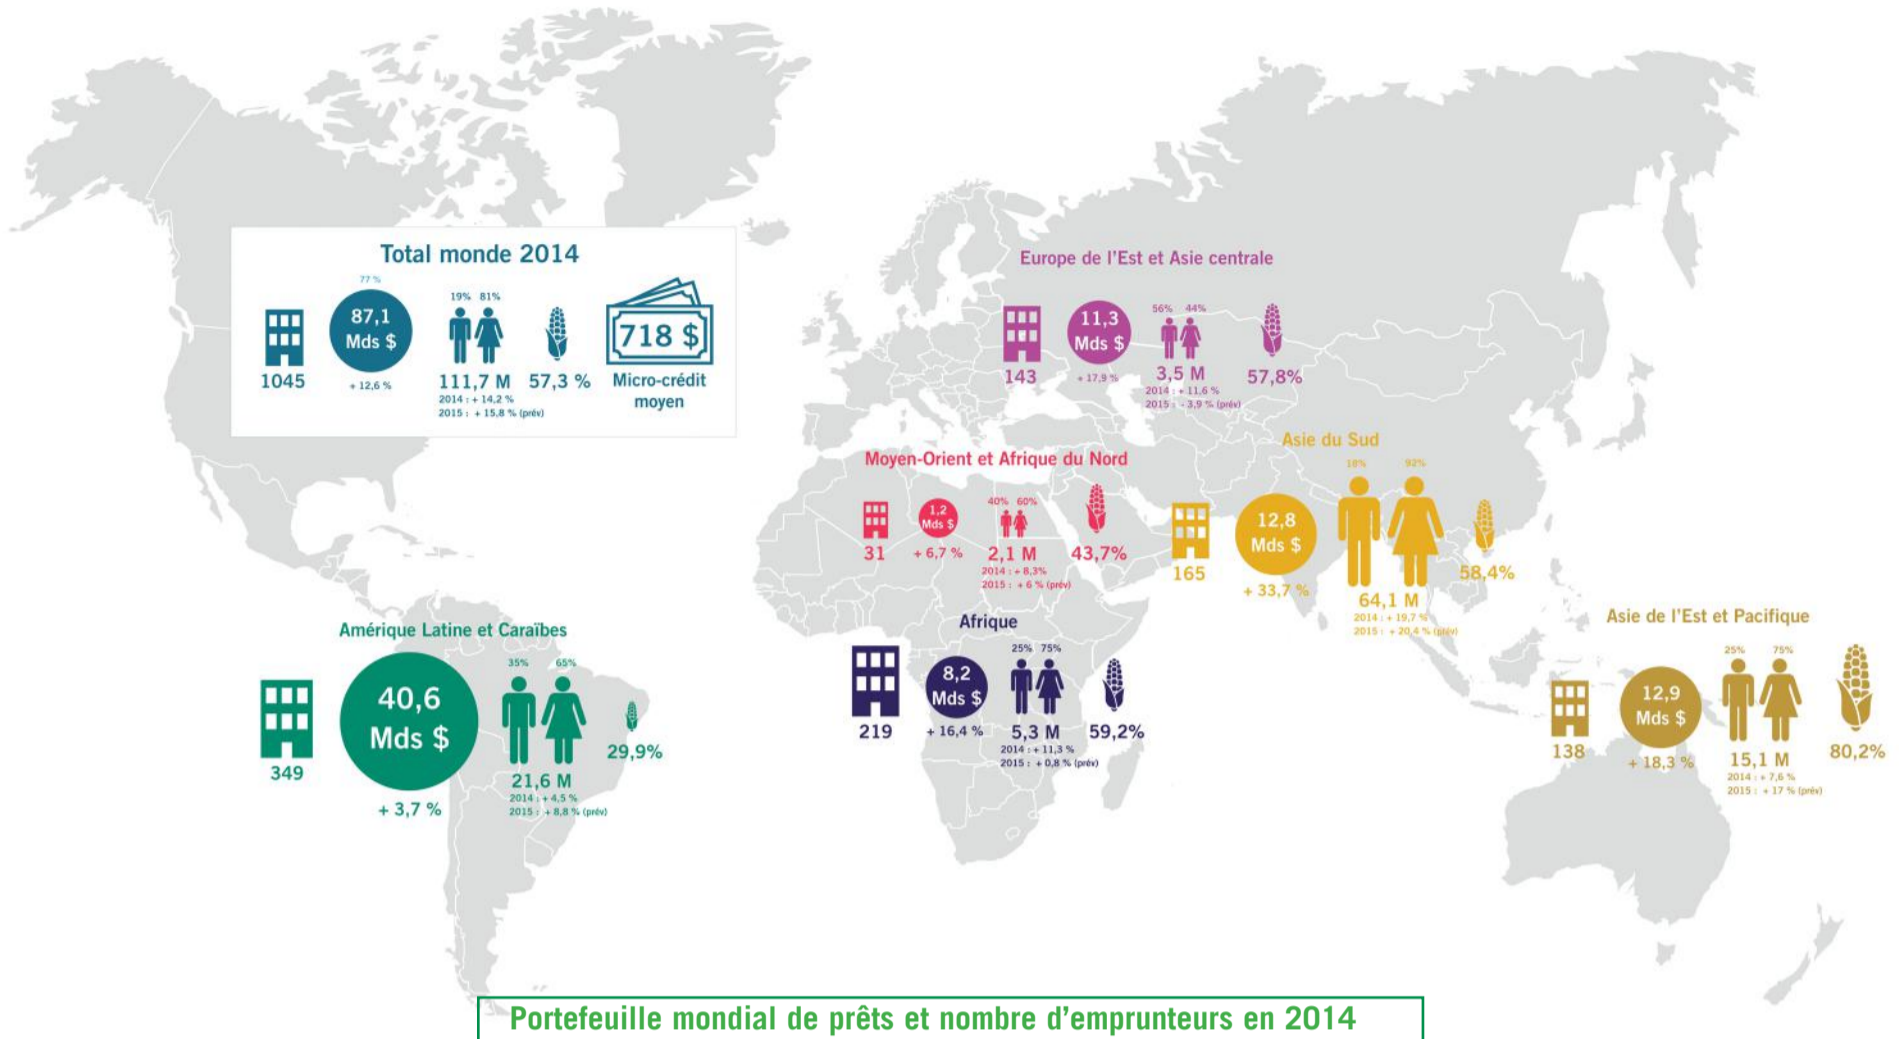 Total monde 2014
77 %
87,1
Mds $
+ 12,6 %
1045
19% 81%
111,7 M
2014 : + 14,2 %
2015 : + 15,8 % (prév)
57,3 %
718 $
Micro-crédit
moyen
Europe de l'Est et Asie centrale
143
11,3
Mds $
+ 17,9 %
56% 44%
3,5 M
2014 : + 11,6 %
2015 : - 3,9 % (prév)
57,8%
Moyen-Orient et Afrique du Nord
31
1,2
Mds $
+ 6,7 %
40% 60%
2,1 M
2014 : + 8,3%
2015 : + 6 % (prév)
43,7%
Asie du Sud
165
12,8
Mds $
+ 33,7 %
18% 92%
64,1 M
2014 : + 19,7 %
2015 : + 20,4 % (prév)
58,4%
Amérique Latine et Caraïbes
349
40,6
Mds $
+ 3,7 %
35% 65%
21,6 M
2014 : + 4,5 %
2015 : + 8,8 % (prév)
29,9%
Afrique
219
8,2
Mds $
+ 16,4 %
25% 75%
5,3 M
2014 : + 11,3 %
2015 : + 0,8 % (prév)
59,2%
Asie de l'Est et Pacifique
138
12,9
Mds $
+ 18,3 %
25% 75%
15,1 M
2014 : + 7,6 %
2015 : + 17 % (prév)
80,2%
Portefeuille mondial de prêts et nombre d'emprunteurs en 2014